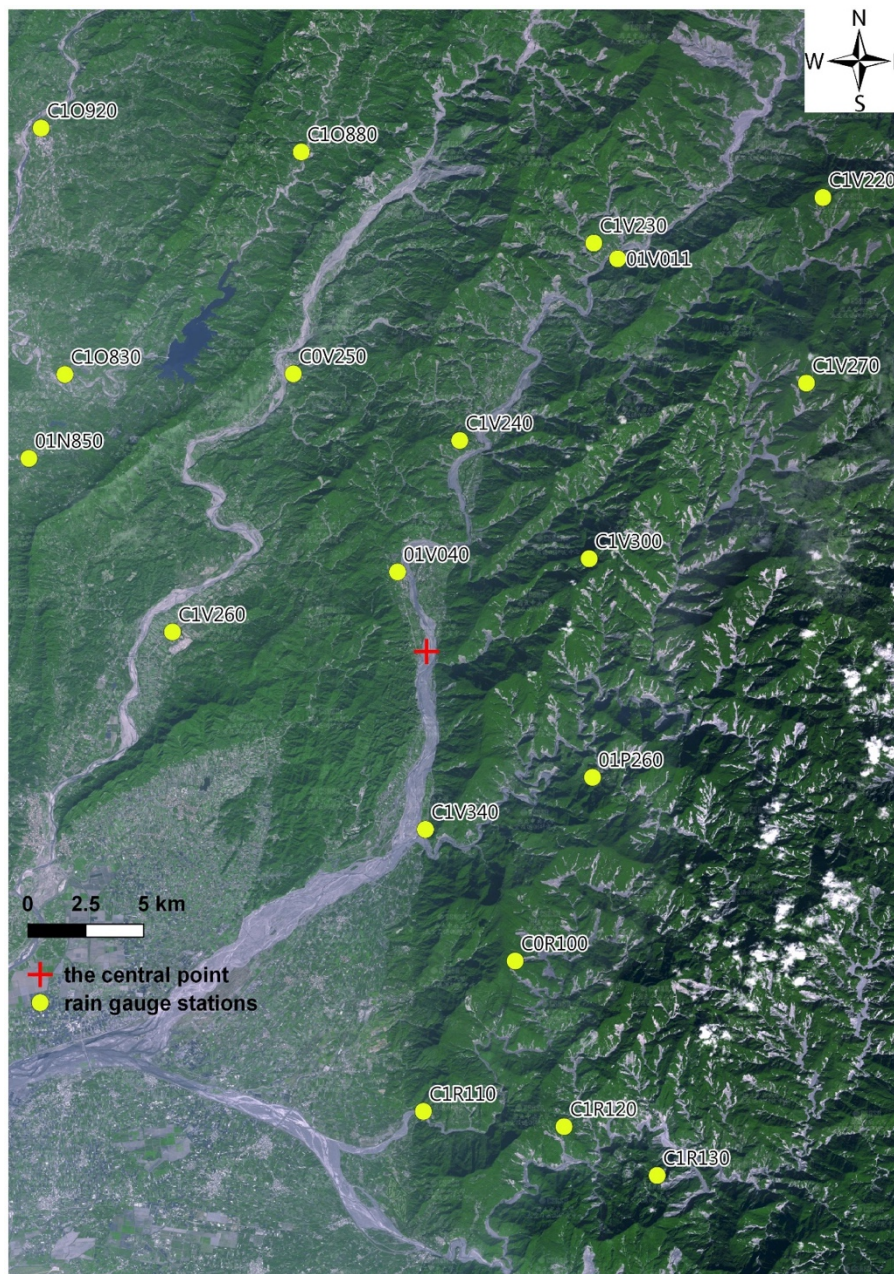 N
W
S
C1O920
C1O880
C1V220
C1V230
01V011
C1O830
C0V250
C1V270
C1V240
01N850
C1V300
01V040
C1V260
01P260
C1V340
0 2.5 5 km
C0R100
the central point
rain gauge stations
C1R110
C1R120
C1R130